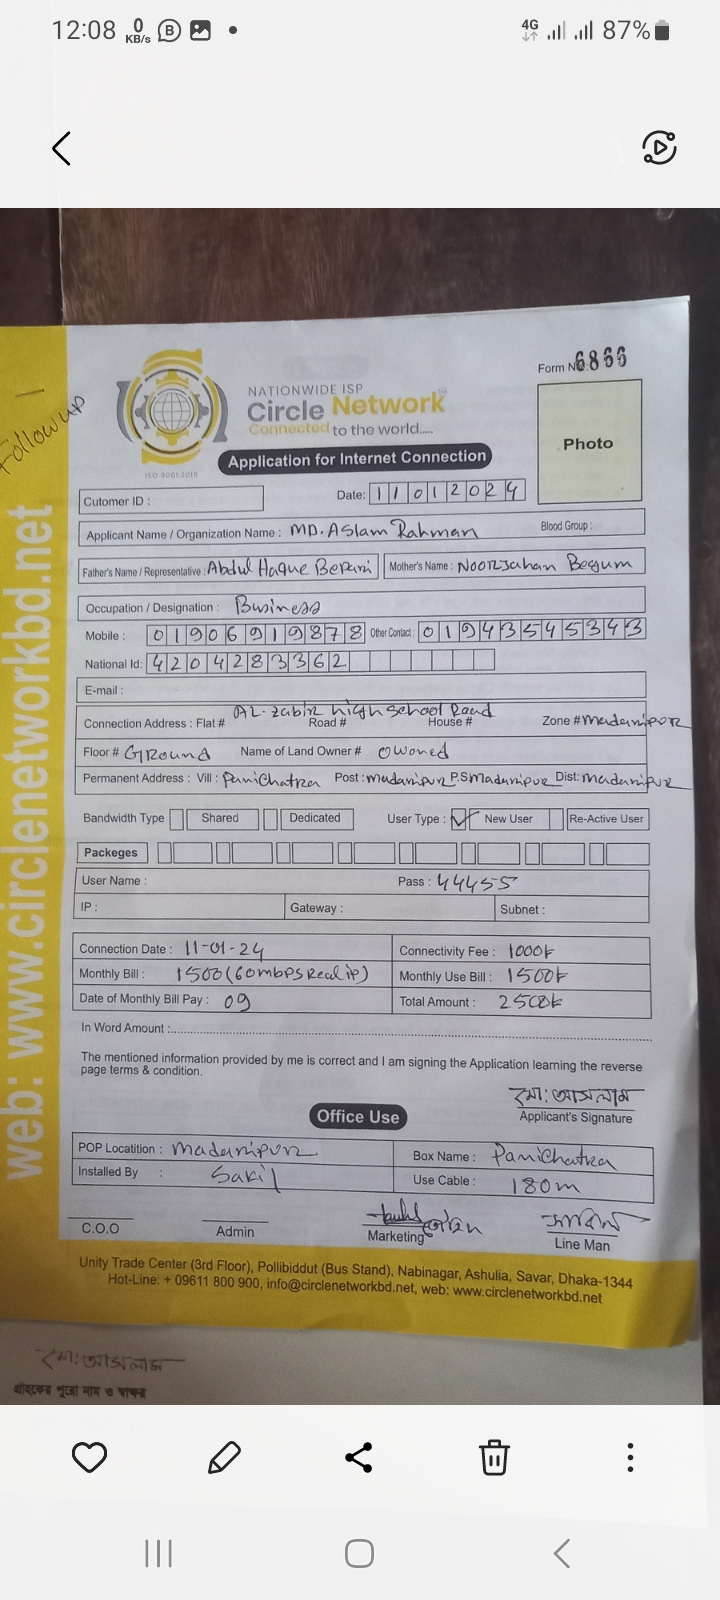 12:08 0 KB/s B 4G 87%
Follow up
Form No 6866
NATIONWIDE ISP
Circle Network
Connected to the world.....
ISO 9001:2015
Photo
Application for Internet Connection
Cutomer ID : Date: 11012024
Applicant Name / Organization Name : MD. Aslam Rahman Blood Group :
Father's Name / Representative : Abdul Haque Bepari Mother's Name : Noorjahan Begum
Occupation / Designation : Business
Mobile : 01906919878 Other Contact : 01943545343
National Id: 4204283362
E-mail :
AL-zabir high school Road
Connection Address : Flat # Road # House # Zone # madaripur
Floor # Ground Name of Land Owner # owoned
Permanent Address : Vill : Panichatra Post : madaripur P.S madaripur Dist: madaripur
Bandwidth Type Shared Dedicated User Type : ✓ New User Re-Active User
Packeges
User Name : Pass : 44455
IP : Gateway : Subnet :
Connection Date : 11-01-24 Connectivity Fee : 1000৳
Monthly Bill : 1500 (60mbps Real ip) Monthly Use Bill : 1500৳
Date of Monthly Bill Pay : 09 Total Amount : 2500৳
In Word Amount :
The mentioned information provided by me is correct and I am signing the Application learning the reverse
page terms & condition.
মো: আসলাম
Applicant's Signature
Office Use
POP Locatition : madaripur Box Name : Panichatra
Installed By : Sakil Use Cable : 180m
C.O.O Admin Marketing Line Man
Unity Trade Center (3rd Floor), Pollibiddut (Bus Stand), Nabinagar, Ashulia, Savar, Dhaka-1344
Hot-Line: + 09611 800 900, info@circlenetworkbd.net, web: www.circlenetworkbd.net
web: www.circlenetworkbd.net
মো: আসলাম
গ্রাহকের পুরো নাম ও স্বাক্ষর